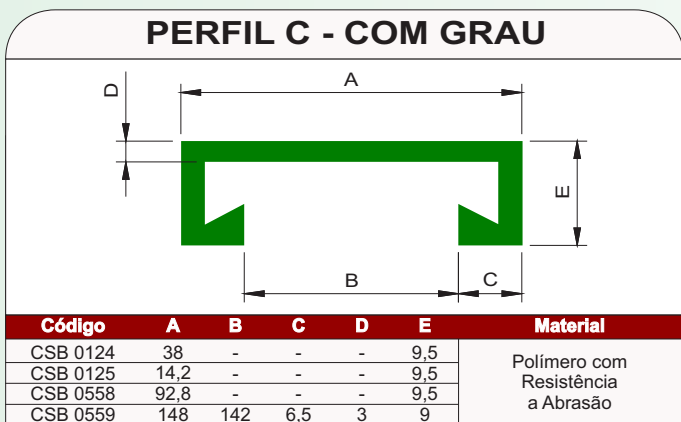 PERFIL C - COM GRAU
A
D
E
B
C
Código A B C D E Material
CSB 0124 38 - - - 9,5
CSB 0125 14,2 - - - 9,5
CSB 0558 92,8 - - - 9,5
CSB 0559 148 142 6,5 3 9
Polímero com
Resistência
a Abrasão